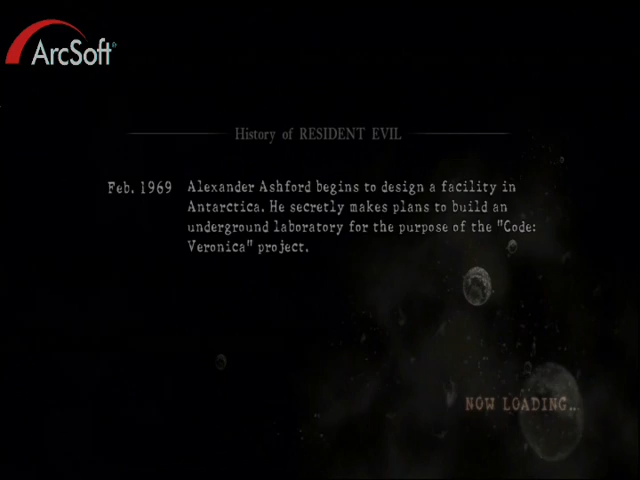 ArcSoft
History of RESIDENT EVIL
Feb. 1969 Alexander Ashford begins to design a facility in
Antarctica. He secretly makes plans to build an
underground laboratory for the purpose of the "Code:
Veronica" project.
NOW LOADING...